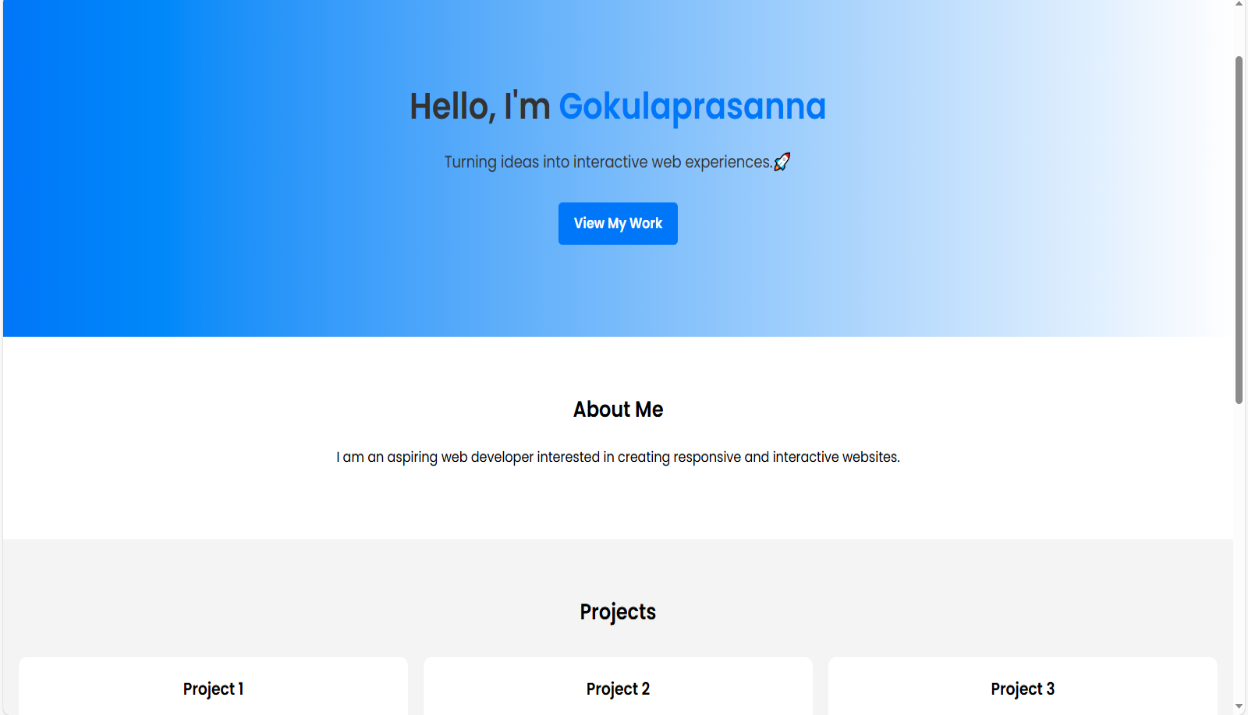 Hello, I'm Gokulaprasanna
Turning ideas into interactive web experiences.🚀
View My Work
About Me
I am an aspiring web developer interested in creating responsive and interactive websites.
Projects
Project 1
Project 2
Project 3